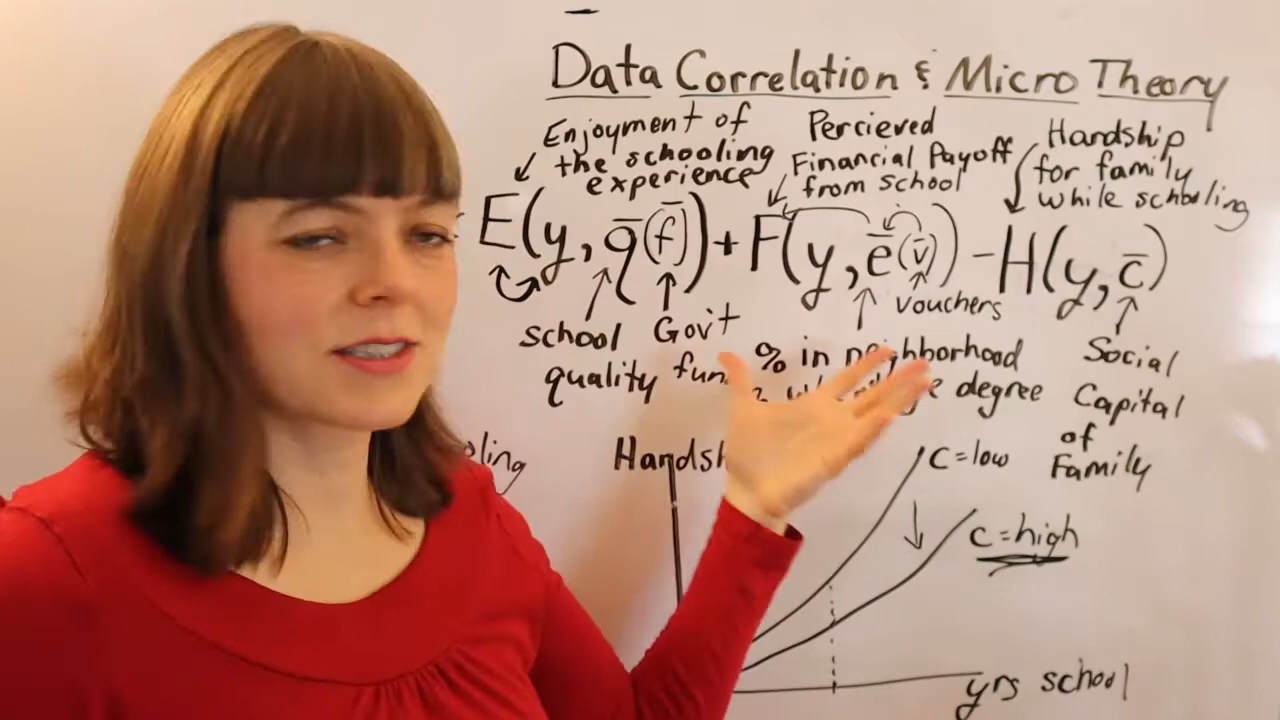 Data Correlation & Micro Theory
Enjoyment of
the schooling
experience
Percieved
Financial Payoff
from school
Hardship
for family
while schooling
E(y, q̄(f̄)) + F(y, ē(v̄)) - H(y, c̄)
school
quality
Gov't
vouchers
% in neighborhood
degree
Social
Capital
of
Family
c = low
c = high
yrs school